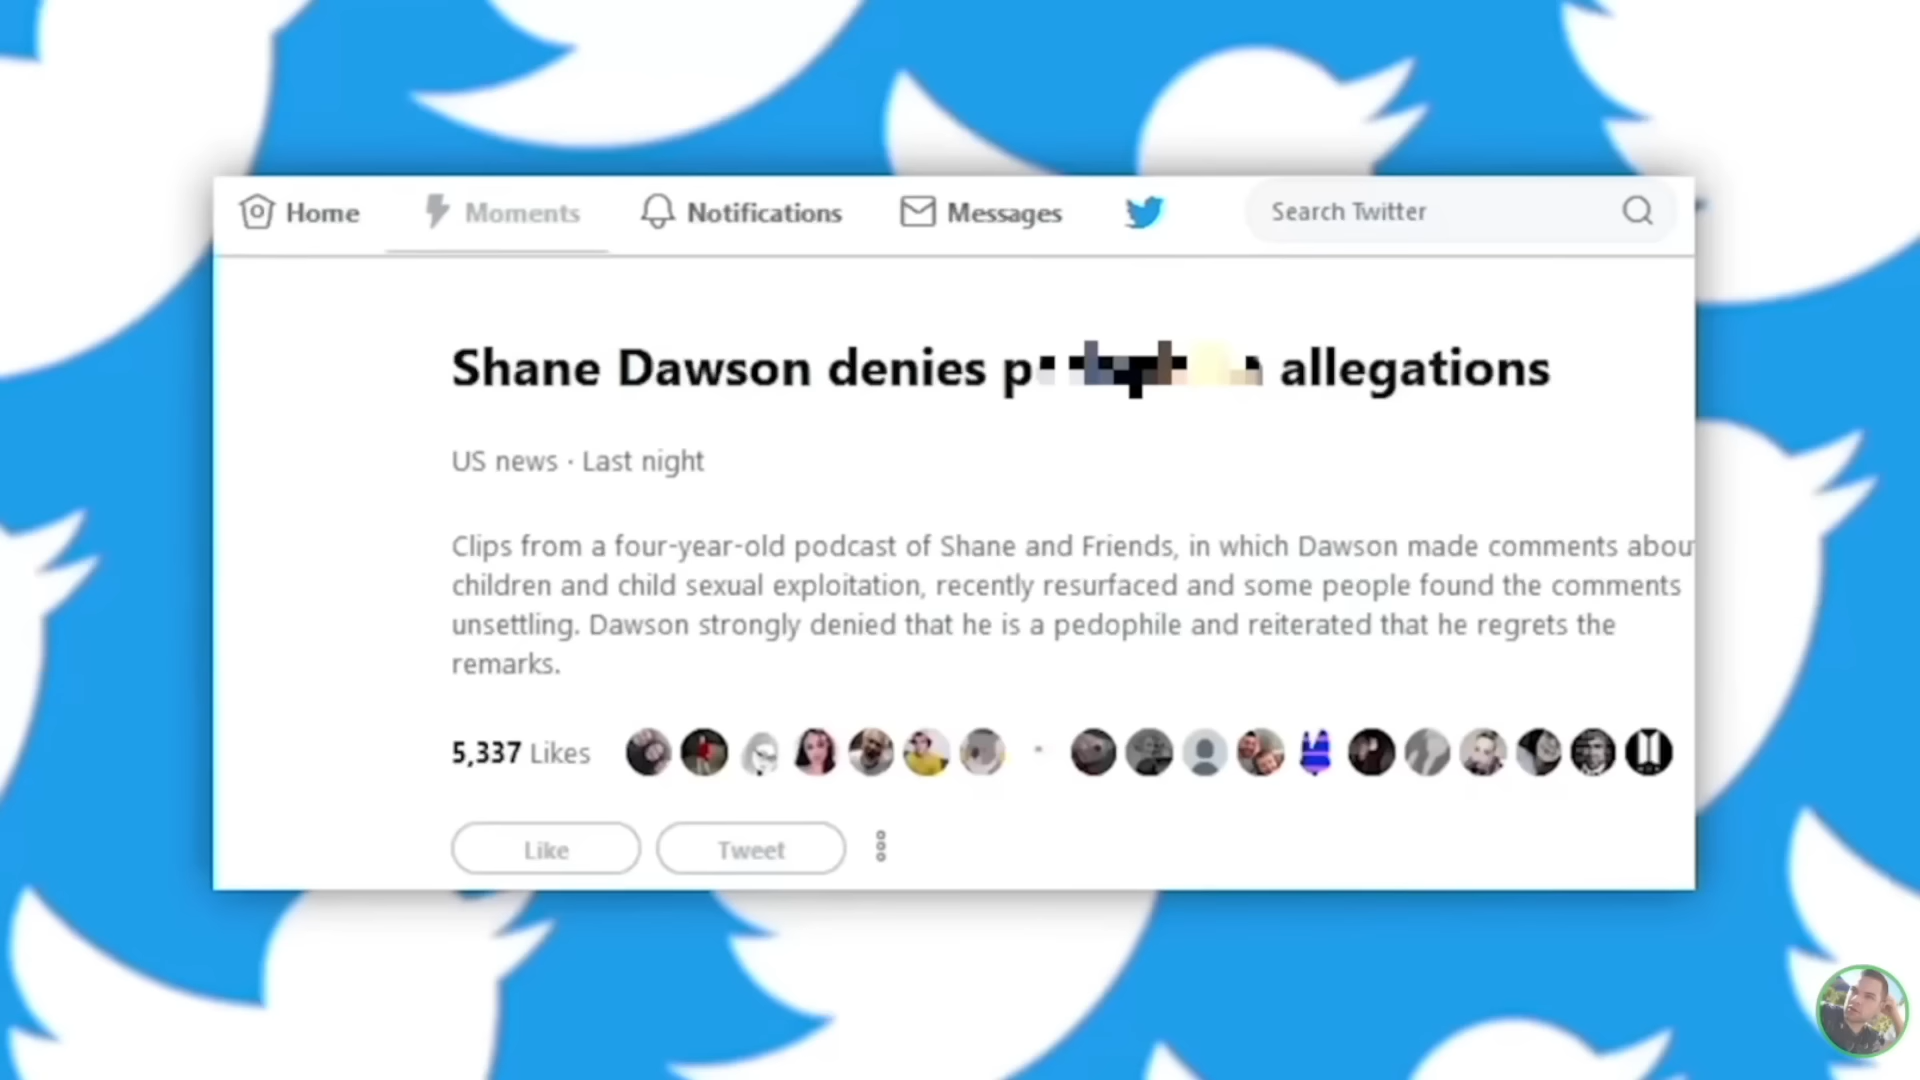 Home Moments Notifications Messages Search Twitter
Shane Dawson denies allegations
US news · Last night
Clips from a four-year-old podcast of Shane and Friends, in which Dawson made comments abou
children and child sexual exploitation, recently resurfaced and some people found the comments
unsettling. Dawson strongly denied that he is a pedophile and reiterated that he regrets the
remarks.
5,337 Likes
Like Tweet